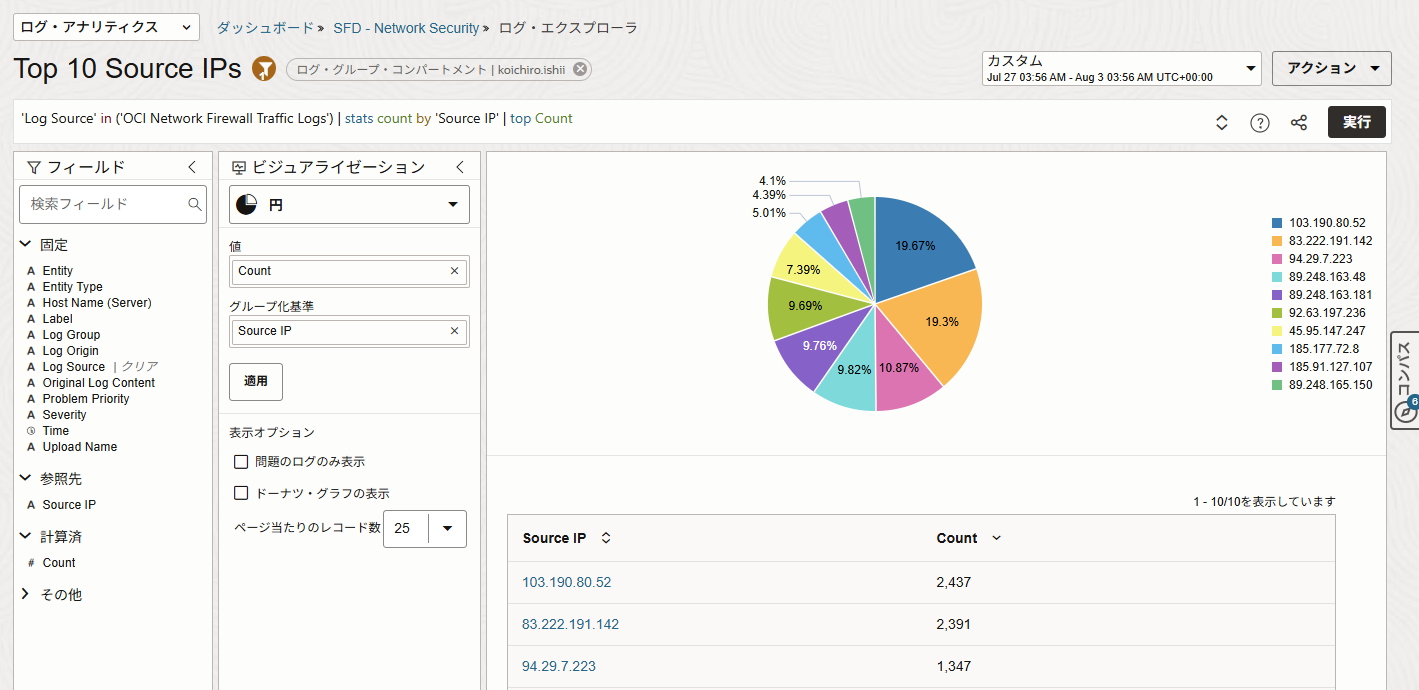 ログ・アナリティクス
ダッシュボード » SFD - Network Security » ログ・エクスプローラ
Top 10 Source IPs
ログ・グループ・コンパートメント | koichiro.ishii
カスタム
Jul 27 03:56 AM - Aug 3 03:56 AM UTC+00:00
アクション
'Log Source' in ('OCI Network Firewall Traffic Logs') | stats count by 'Source IP' | top Count
実行
フィールド
検索フィールド
固定
A Entity
A Entity Type
A Host Name (Server)
A Label
A Log Group
A Log Origin
A Log Source | クリア
A Original Log Content
A Problem Priority
A Severity
Time
A Upload Name
参照先
A Source IP
計算済
# Count
その他
ビジュアライゼーション
円
値
Count
グループ化基準
Source IP
適用
表示オプション
問題のログのみ表示
ドーナツ・グラフの表示
ページ当たりのレコード数 25
4.1%
4.39%
5.01%
7.39%
9.69%
9.76%
9.82%
10.87%
19.3%
19.67%
103.190.80.52
83.222.191.142
94.29.7.223
89.248.163.48
89.248.163.181
92.63.197.236
45.95.147.247
185.177.72.8
185.91.127.107
89.248.165.150
コンパス
6
1 - 10/10を表示しています
Source IP Count
103.190.80.52 2,437
83.222.191.142 2,391
94.29.7.223 1,347